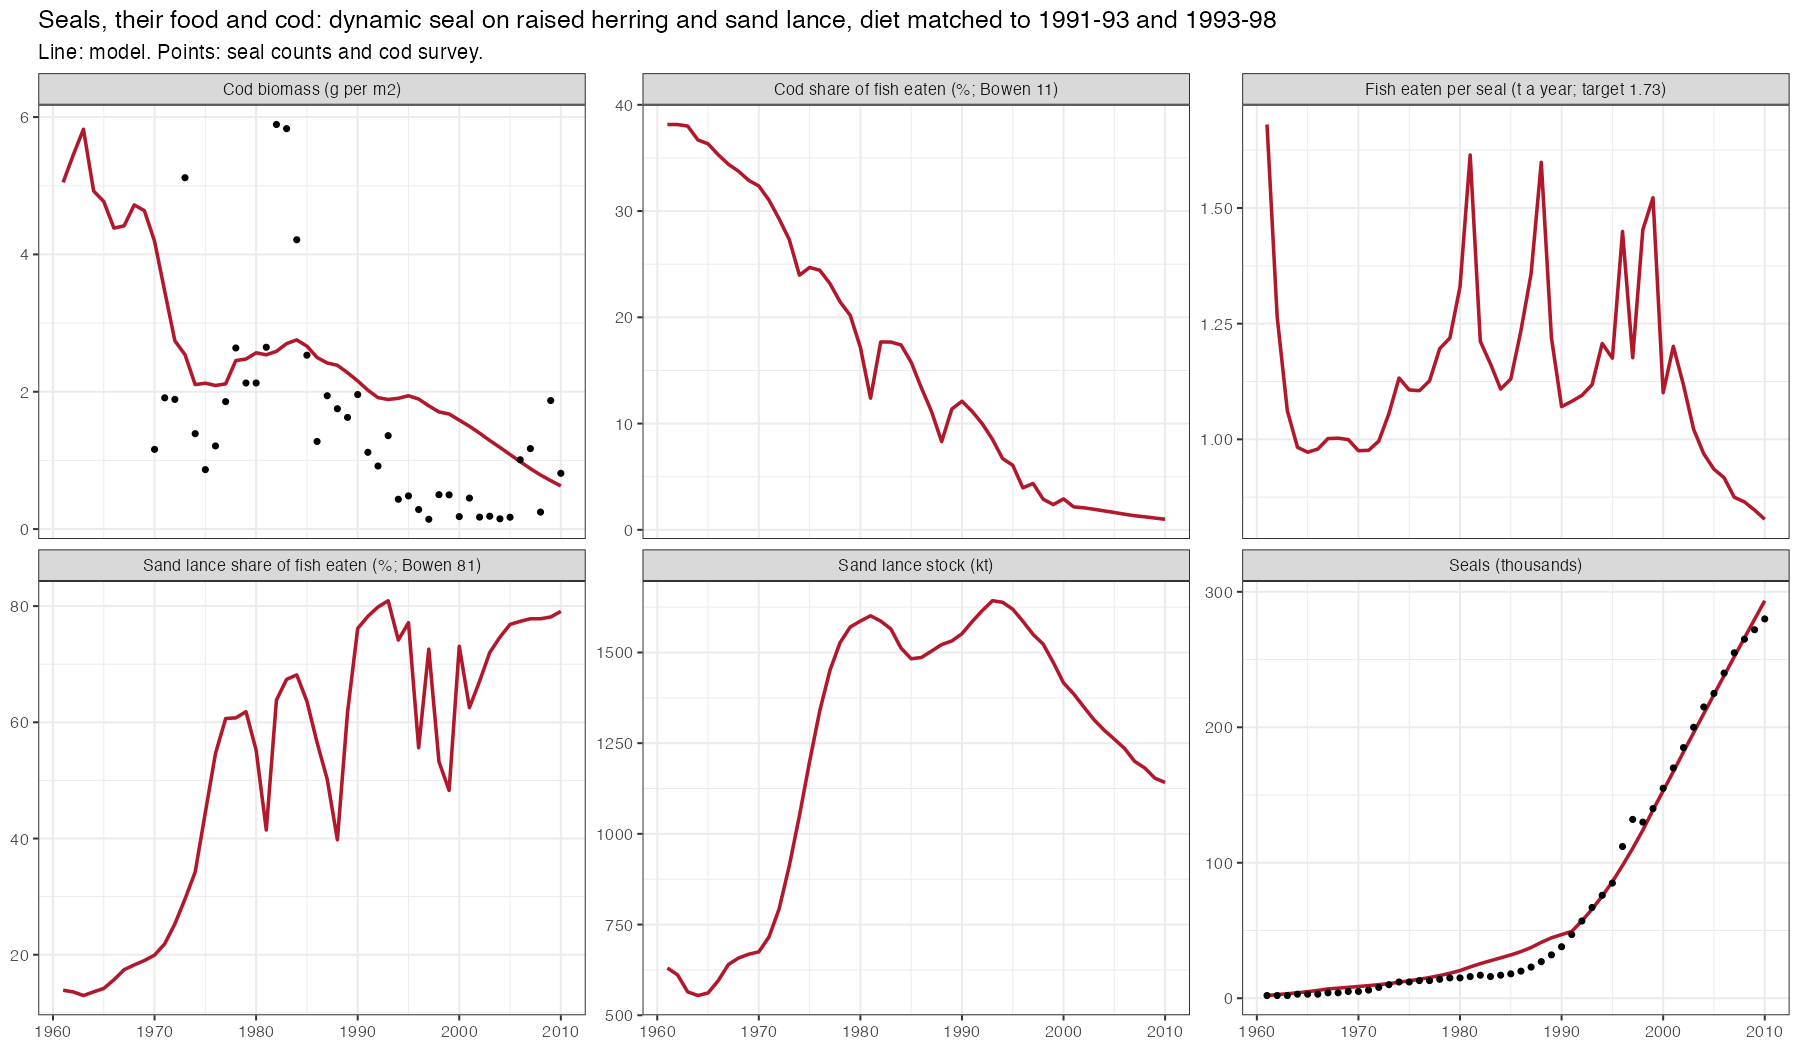 Seals, their food and cod: dynamic seal on raised herring and sand lance, diet matched to 1991-93 and 1993-98
Line: model. Points: seal counts and cod survey.
Cod biomass (g per m2)
Cod share of fish eaten (%; Bowen 11)
Fish eaten per seal (t a year; target 1.73)
6
4
2
0
40
30
20
10
0
1.50
1.25
1.00
Sand lance share of fish eaten (%; Bowen 81)
Sand lance stock (kt)
Seals (thousands)
80
60
40
20
1500
1250
1000
750
500
300
200
100
0
1960 1970 1980 1990 2000 2010
1960 1970 1980 1990 2000 2010
1960 1970 1980 1990 2000 2010